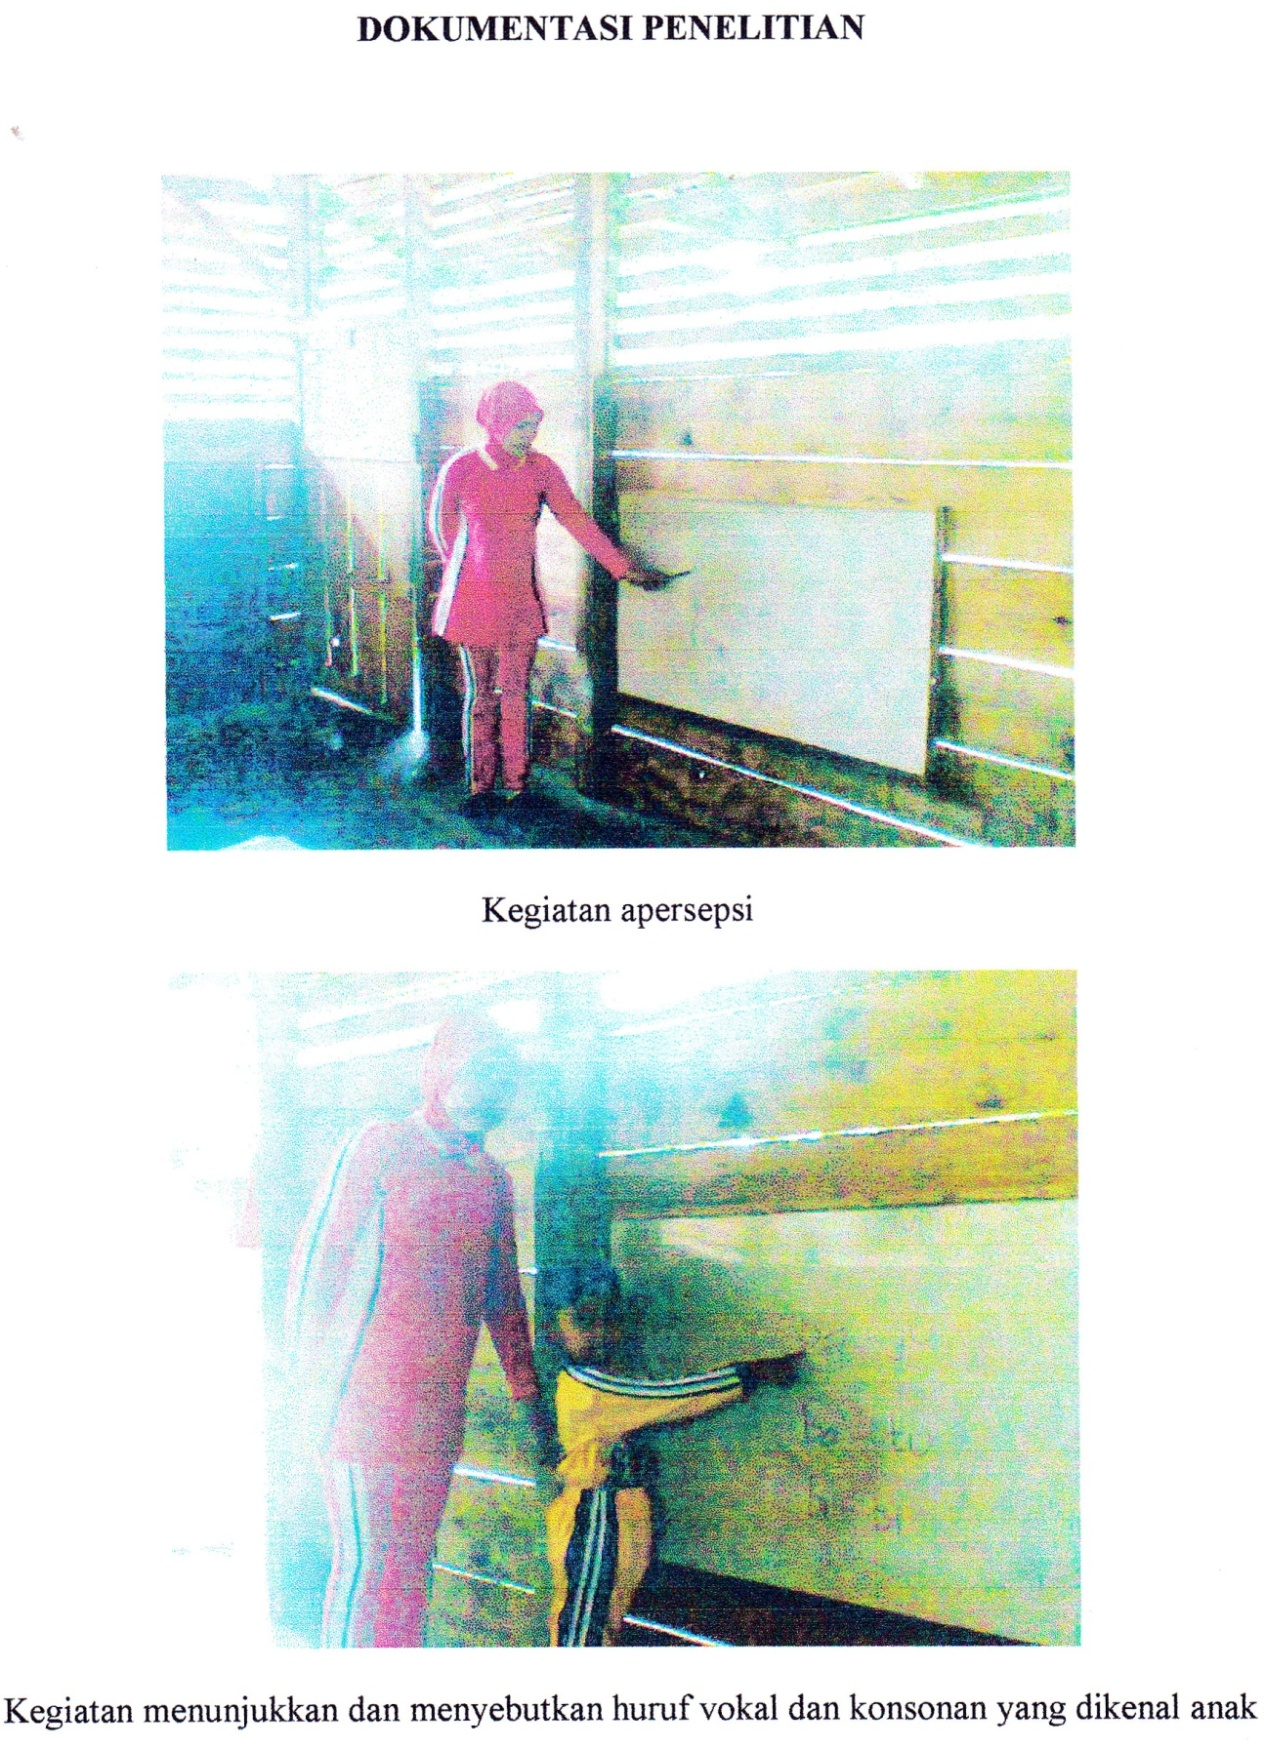 DOKUMENTASI PENELITIAN
Kegiatan apersepsi
Kegiatan menunjukkan dan menyebutkan huruf vokal dan konsonan yang dikenal anak